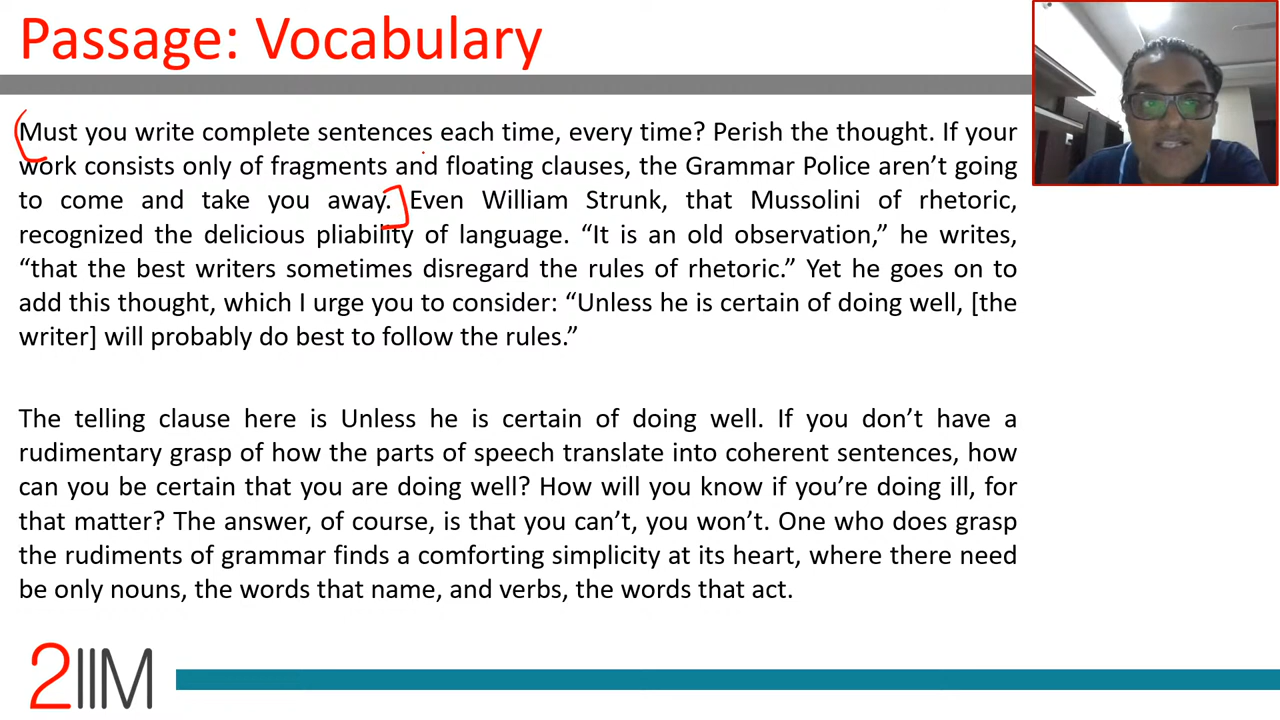 Passage: Vocabulary
Must you write complete sentences each time, every time? Perish the thought. If your
work consists only of fragments and floating clauses, the Grammar Police aren’t going
to come and take you away. Even William Strunk, that Mussolini of rhetoric,
recognized the delicious pliability of language. “It is an old observation,” he writes,
“that the best writers sometimes disregard the rules of rhetoric.” Yet he goes on to
add this thought, which I urge you to consider: “Unless he is certain of doing well, [the
writer] will probably do best to follow the rules.”
The telling clause here is Unless he is certain of doing well. If you don’t have a
rudimentary grasp of how the parts of speech translate into coherent sentences, how
can you be certain that you are doing well? How will you know if you’re doing ill, for
that matter? The answer, of course, is that you can’t, you won’t. One who does grasp
the rudiments of grammar finds a comforting simplicity at its heart, where there need
be only nouns, the words that name, and verbs, the words that act.
2IIM